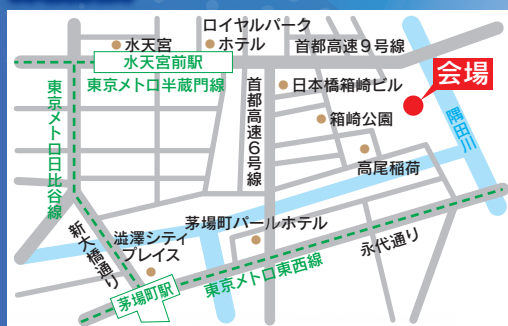 ロイヤルパーク
ホテル
水天宮
首都高速9号線
水天宮前駅
東京メトロ半蔵門線
日本橋箱崎ビル
会場
箱崎公園
隅田川
東京メトロ日比谷線
首都高速6号線
高尾稲荷
新大橋通り
澁澤シティ
プレイス
茅場町パールホテル
永代通り
東京メトロ東西線
茅場町駅